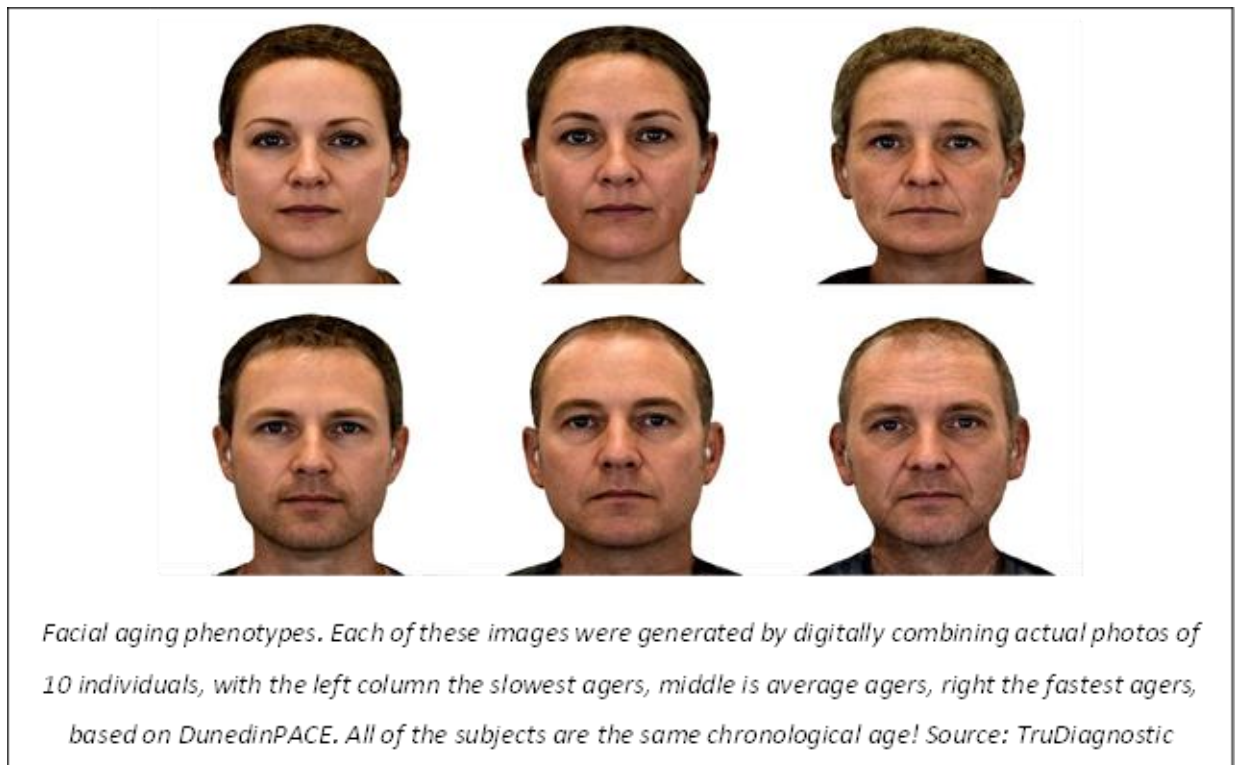 Facial aging phenotypes. Each of these images were generated by digitally combining actual photos of
10 individuals, with the left column the slowest agers, middle is average agers, right the fastest agers,
based on DunedinPACE. All of the subjects are the same chronological age! Source: TruDiagnostic